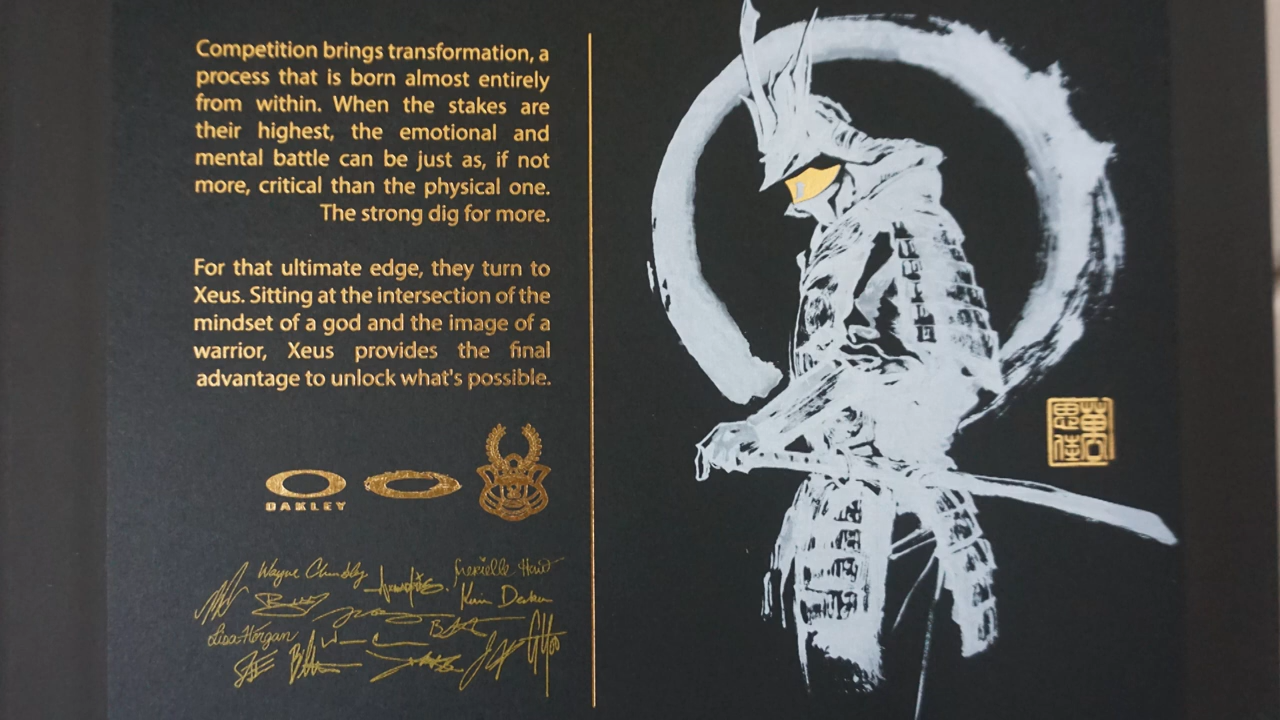 Competition brings transformation, a
process that is born almost entirely
from within. When the stakes are
their highest, the emotional and
mental battle can be just as, if not
more, critical than the physical one.
The strong dig for more.
For that ultimate edge, they turn to
Xeus. Sitting at the intersection of the
mindset of a god and the image of a
warrior, Xeus provides the final
advantage to unlock what's possible.
OAKLEY
Wayne Chumbley
Lisa Horgan